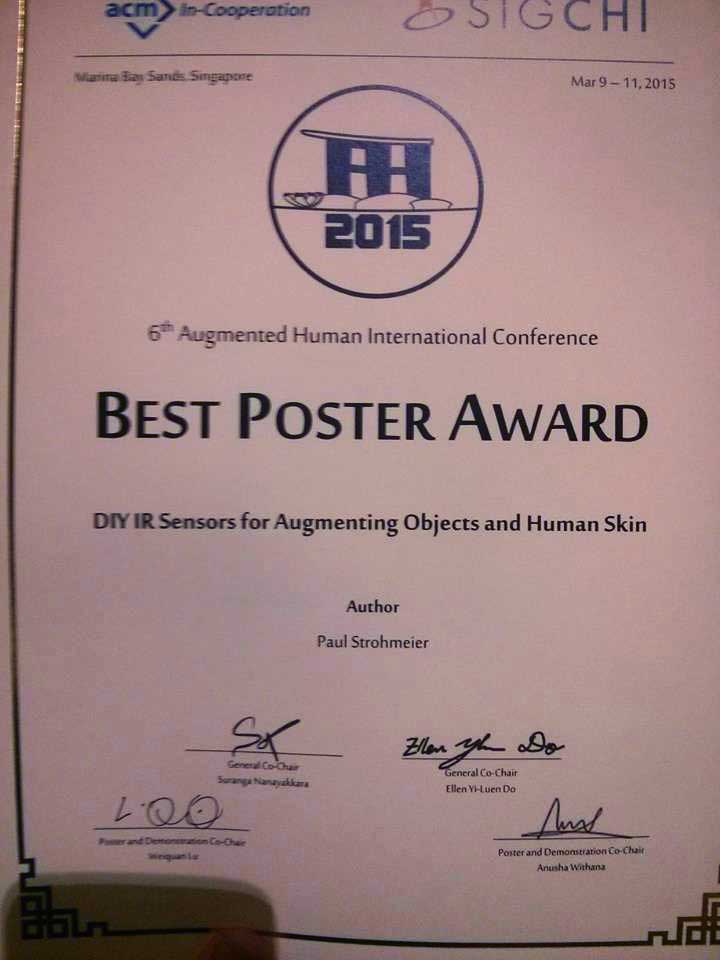 acm In-Cooperation
SIGCHI
Marina Bay Sands, Singapore
Mar 9 – 11, 2015
AH
2015
6th Augmented Human International Conference
BEST POSTER AWARD
DIY IR Sensors for Augmenting Objects and Human Skin
Author
Paul Strohmeier
Ellen Yi Do
General Co-Chair
Suranga Nanayakkara
General Co-Chair
Ellen Yi-Luen Do
Poster and Demonstration Co-Chair
Weiquan Lu
Poster and Demonstration Co-Chair
Anusha Withana